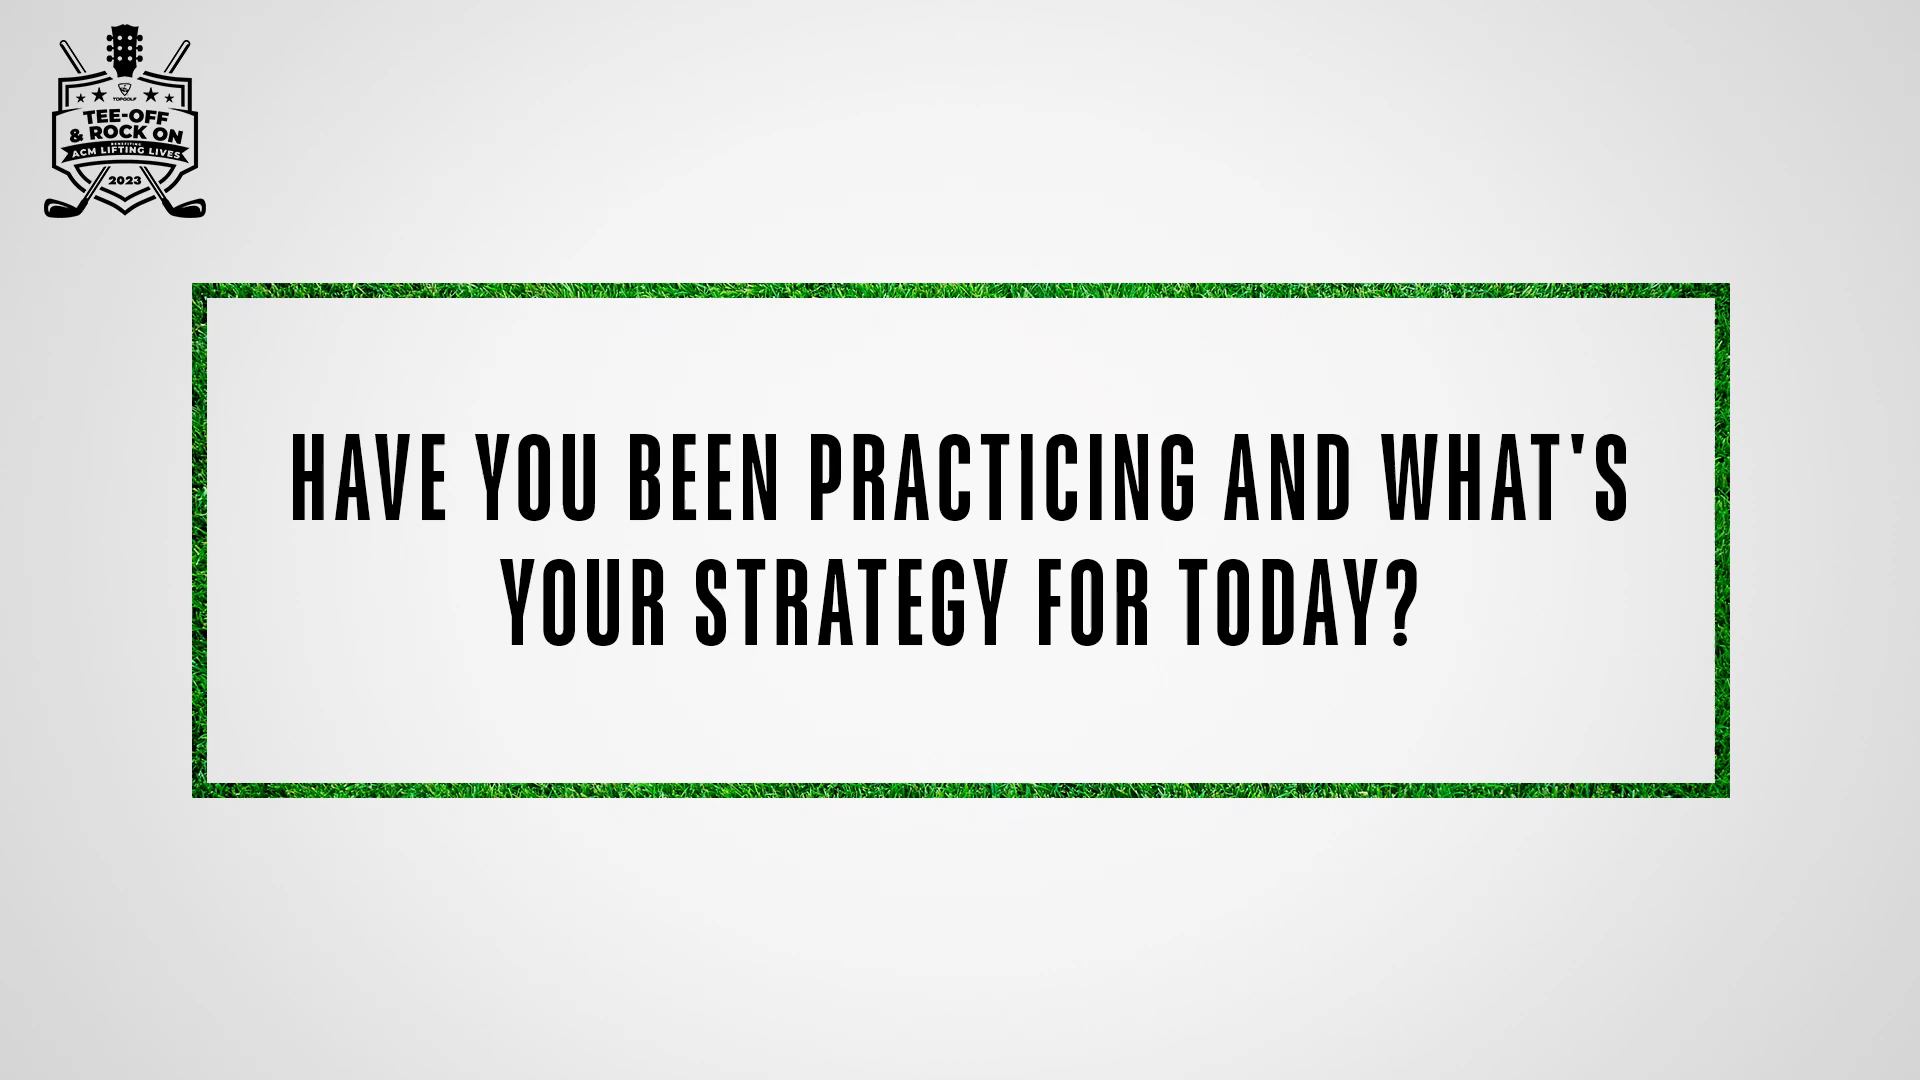 TOPGOLF
TEE-OFF
& ROCK ON
BENEFITING
ACM LIFTING LIVES
2023
HAVE YOU BEEN PRACTICING AND WHAT'S
YOUR STRATEGY FOR TODAY?